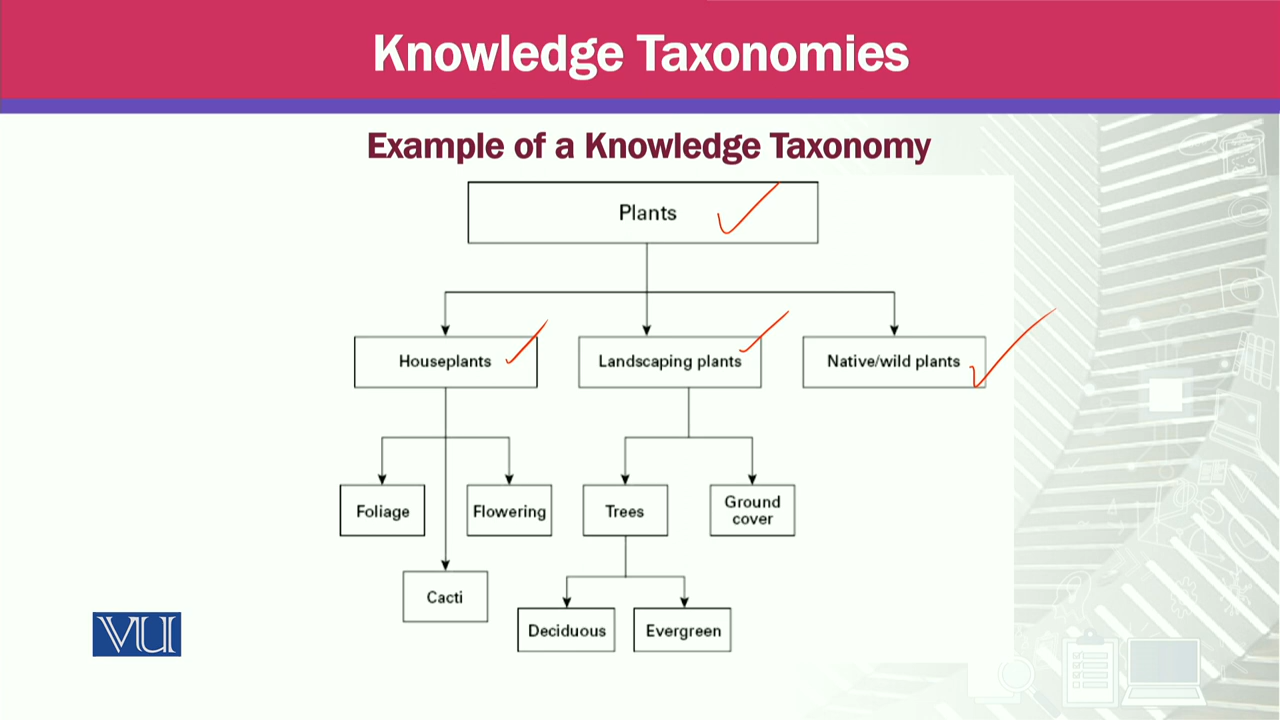 Knowledge Taxonomies
Example of a Knowledge Taxonomy
Plants
Houseplants
Landscaping plants
Native/wild plants
Foliage
Flowering
Trees
Ground
cover
Cacti
Deciduous
Evergreen
VU